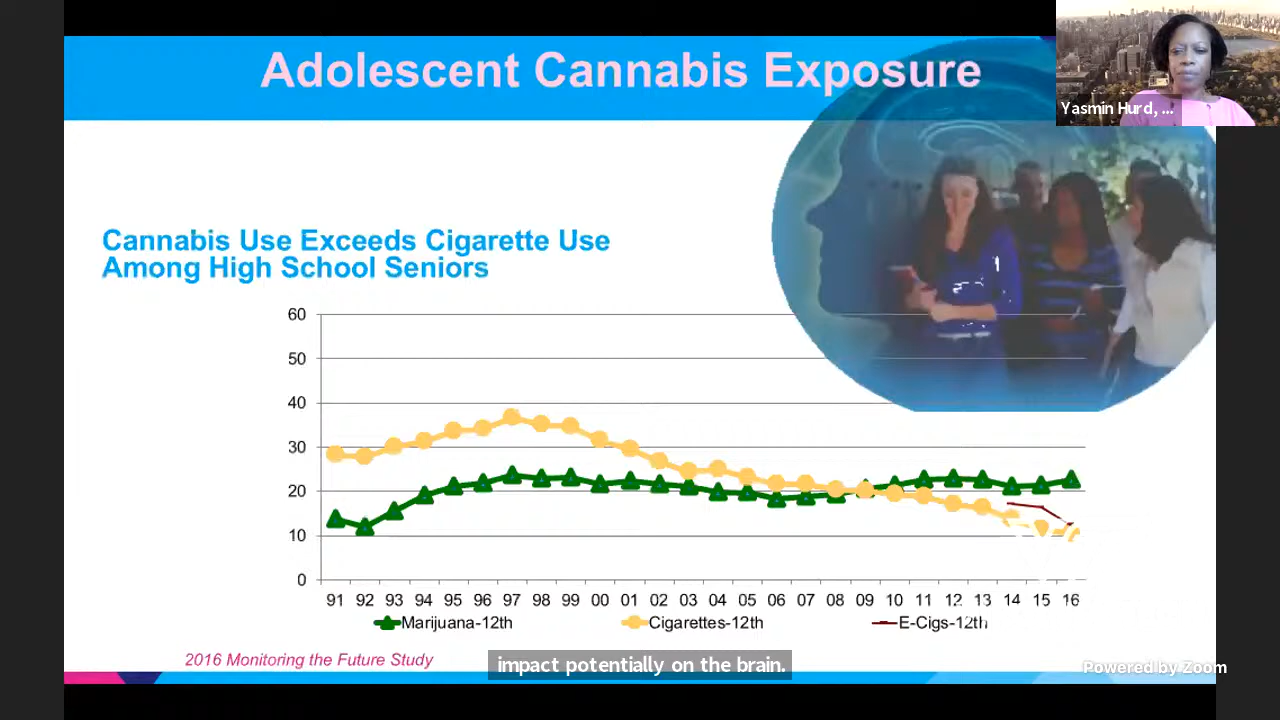 Adolescent Cannabis Exposure
Yasmin Hurd, ...
Cannabis Use Exceeds Cigarette Use
Among High School Seniors
60
50
40
30
20
10
0
91 92 93 94 95 96 97 98 99 00 01 02 03 04 05 06 07 08 09 10 11 12 13 14 15 16
Marijuana-12th Cigarettes-12th E-Cigs-12th
2016 Monitoring the Future Study
impact potentially on the brain.
Powered by Zoom